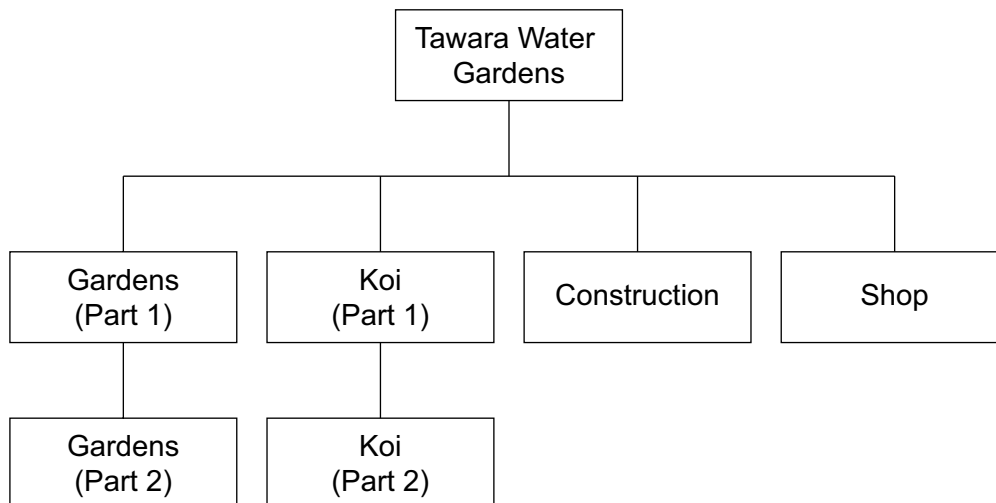 Tawara Water
Gardens
Gardens
(Part 1)
Koi
(Part 1)
Construction
Shop
Gardens
(Part 2)
Koi
(Part 2)